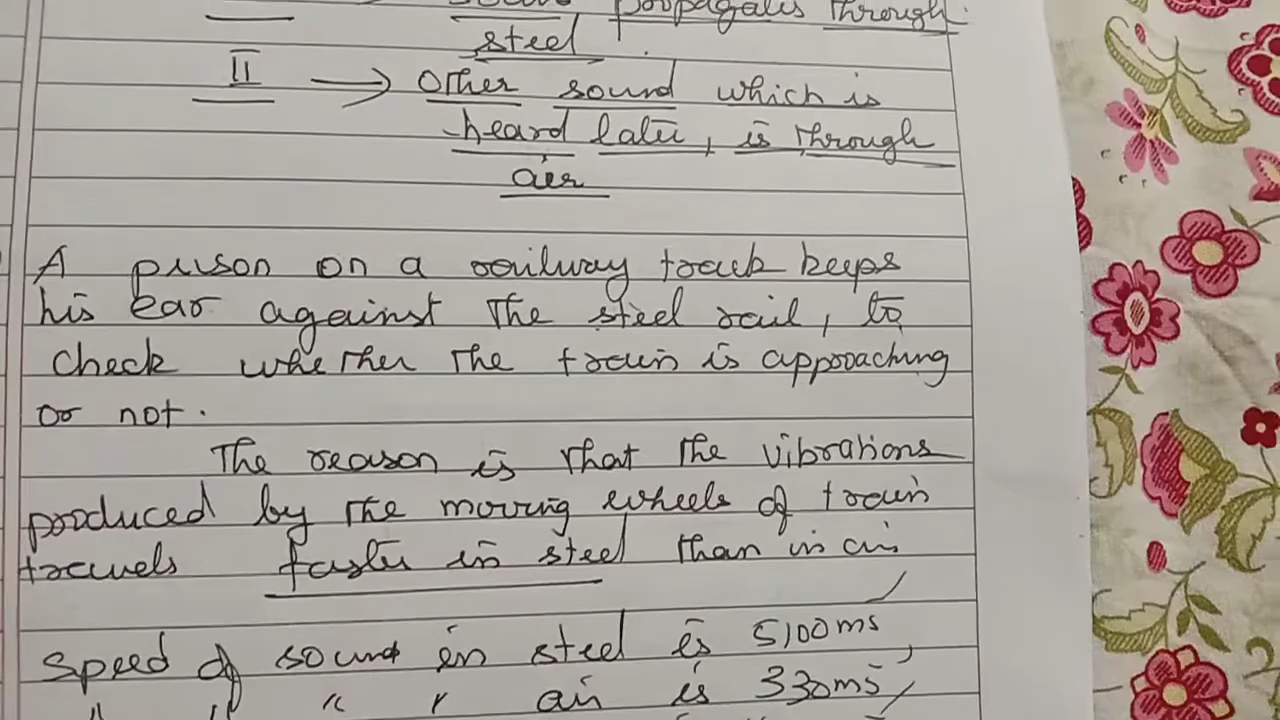 propagates through
steel
II → Other sound which is
heard later, is through
air
A person on a railway track keeps
his ear against the steel rail, to
check whether the train is approaching
or not.
The reason is that the vibrations
produced by the moving wheels of train
travels faster in steel than in air
Speed of sound in steel is 5100ms
" " " " air is 330ms